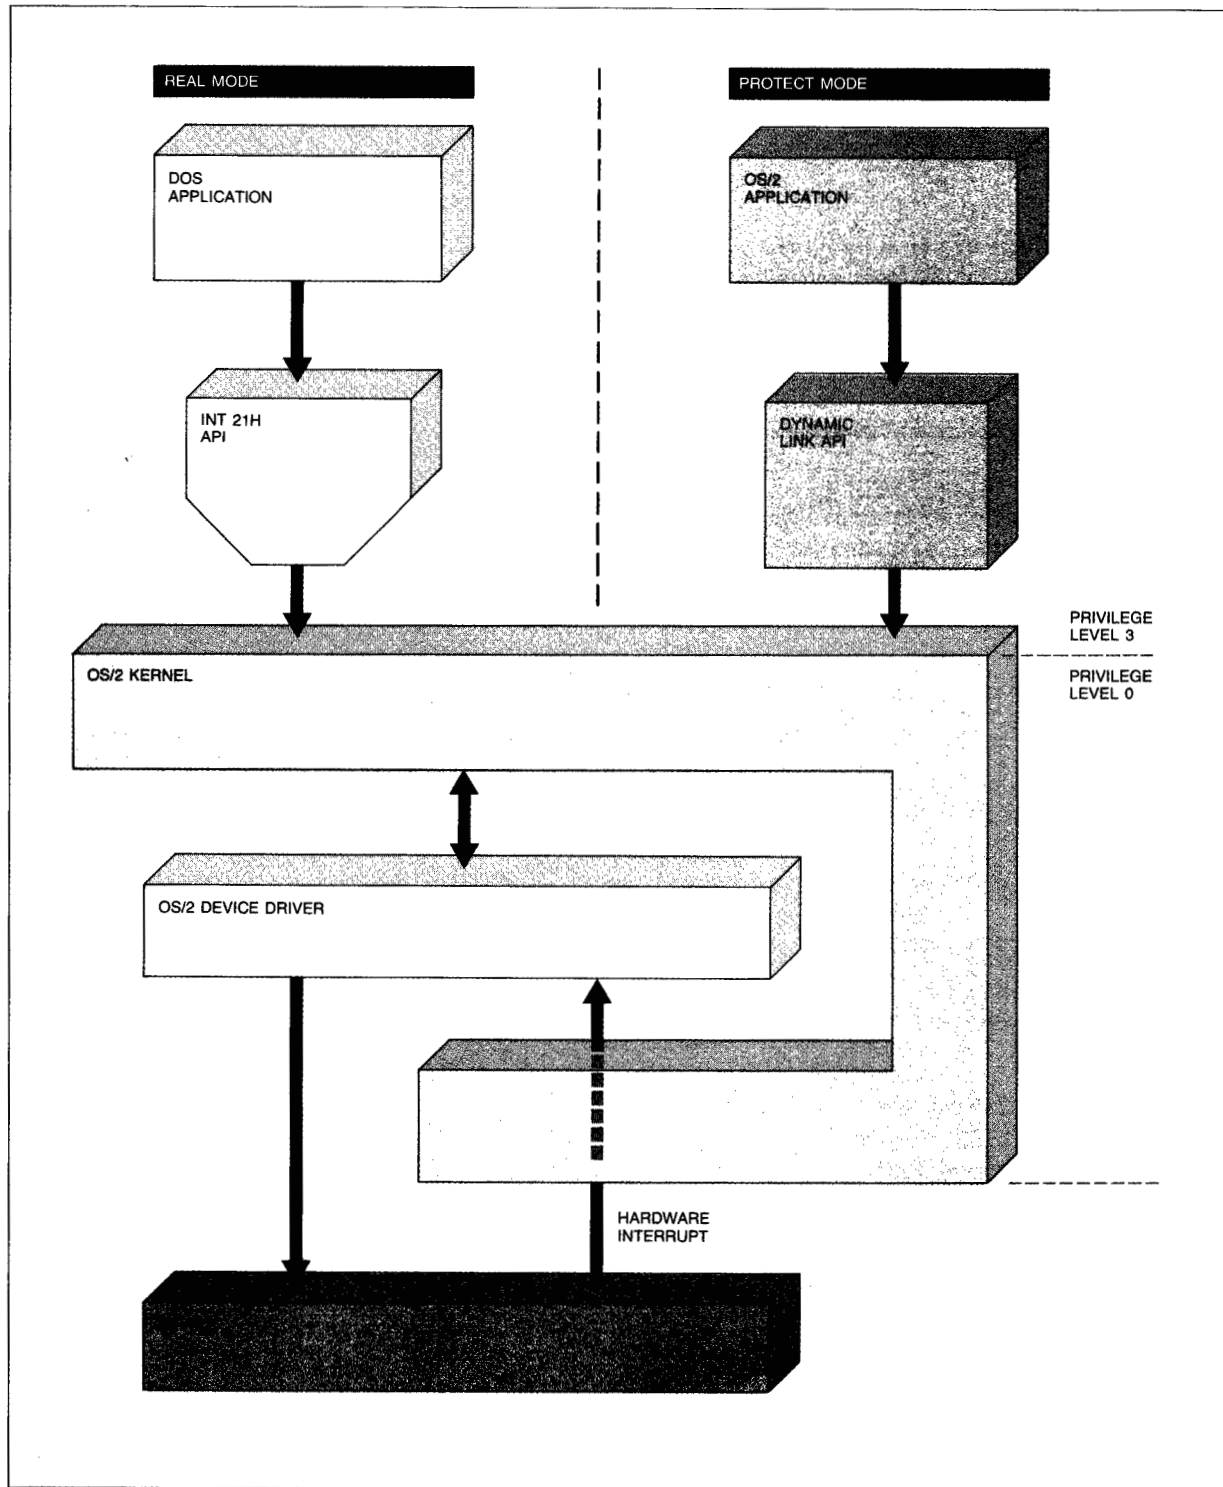 REAL MODE
PROTECT MODE
DOS
APPLICATION
OS/2
APPLICATION
INT 21H
API
DYNAMIC
LINK API
PRIVILEGE
LEVEL 3
OS/2 KERNEL
PRIVILEGE
LEVEL 0
OS/2 DEVICE DRIVER
HARDWARE
INTERRUPT